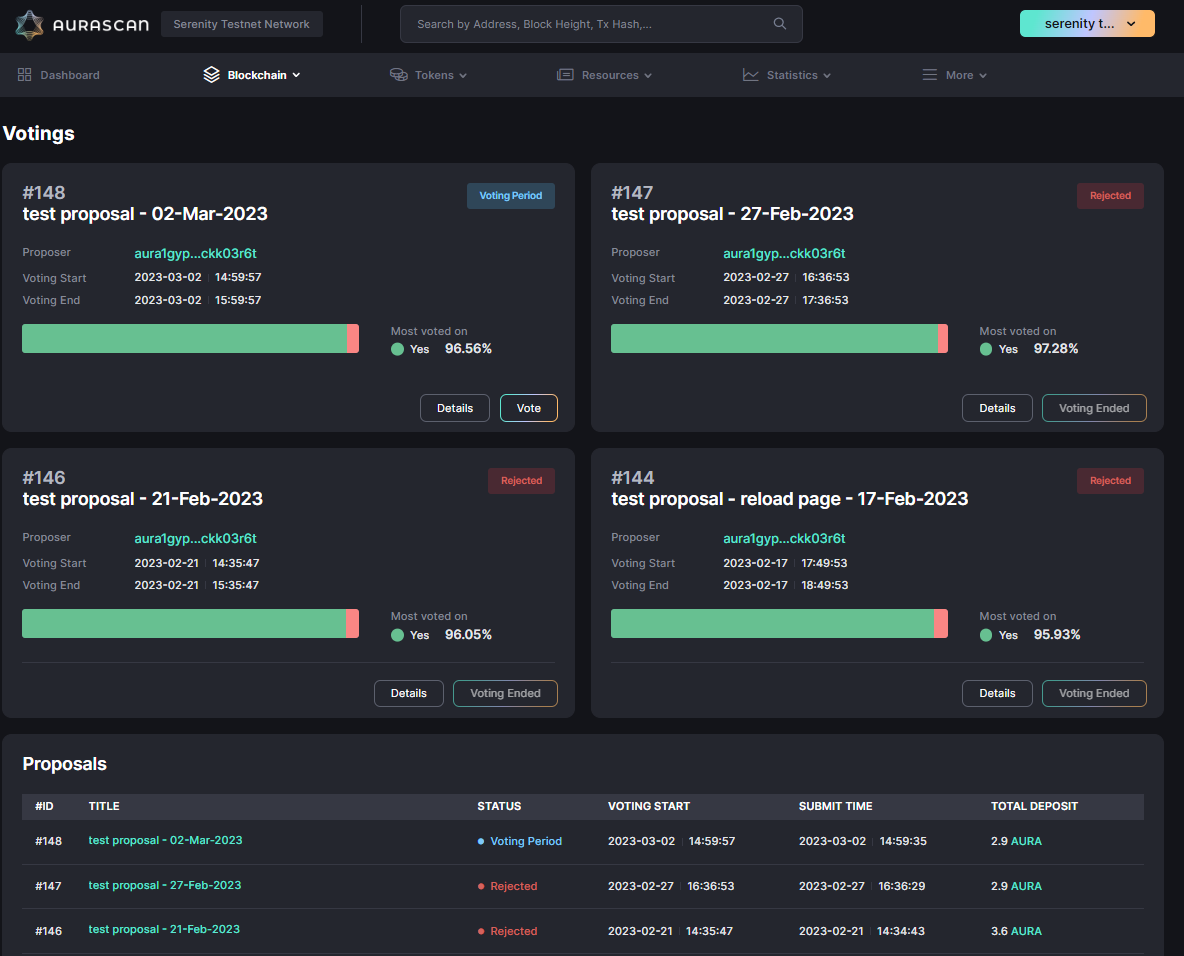 AURASCAN Serenity Testnet Network Search by Address, Block Height, Tx Hash,... serenity t...
Dashboard Blockchain Tokens Resources Statistics More
Votings
#148 Voting Period
test proposal - 02-Mar-2023
Proposer aura1gyp...ckk03r6t
Voting Start 2023-03-02 | 14:59:57
Voting End 2023-03-02 | 15:59:57
Most voted on
Yes 96.56%
Details Vote
#147 Rejected
test proposal - 27-Feb-2023
Proposer aura1gyp...ckk03r6t
Voting Start 2023-02-27 | 16:36:53
Voting End 2023-02-27 | 17:36:53
Most voted on
Yes 97.28%
Details Voting Ended
#146 Rejected
test proposal - 21-Feb-2023
Proposer aura1gyp...ckk03r6t
Voting Start 2023-02-21 | 14:35:47
Voting End 2023-02-21 | 15:35:47
Most voted on
Yes 96.05%
Details Voting Ended
#144 Rejected
test proposal - reload page - 17-Feb-2023
Proposer aura1gyp...ckk03r6t
Voting Start 2023-02-17 | 17:49:53
Voting End 2023-02-17 | 18:49:53
Most voted on
Yes 95.93%
Details Voting Ended
Proposals
#ID TITLE STATUS VOTING START SUBMIT TIME TOTAL DEPOSIT
#148 test proposal - 02-Mar-2023 Voting Period 2023-03-02 | 14:59:57 2023-03-02 | 14:59:35 2.9 AURA
#147 test proposal - 27-Feb-2023 Rejected 2023-02-27 | 16:36:53 2023-02-27 | 16:36:29 2.9 AURA
#146 test proposal - 21-Feb-2023 Rejected 2023-02-21 | 14:35:47 2023-02-21 | 14:34:43 3.6 AURA